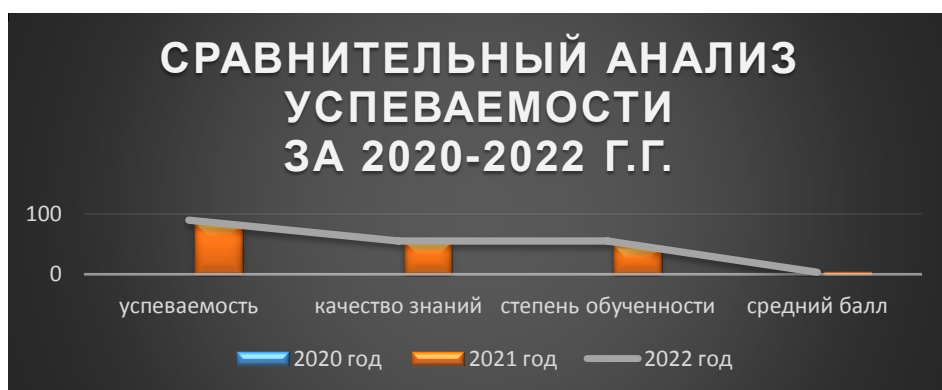 СРАВНИТЕЛЬНЫЙ АНАЛИЗ
УСПЕВАЕМОСТИ
ЗА 2020-2022 Г.Г.
100
0
успеваемость качество знаний степень обученности средний балл
2020 год 2021 год 2022 год